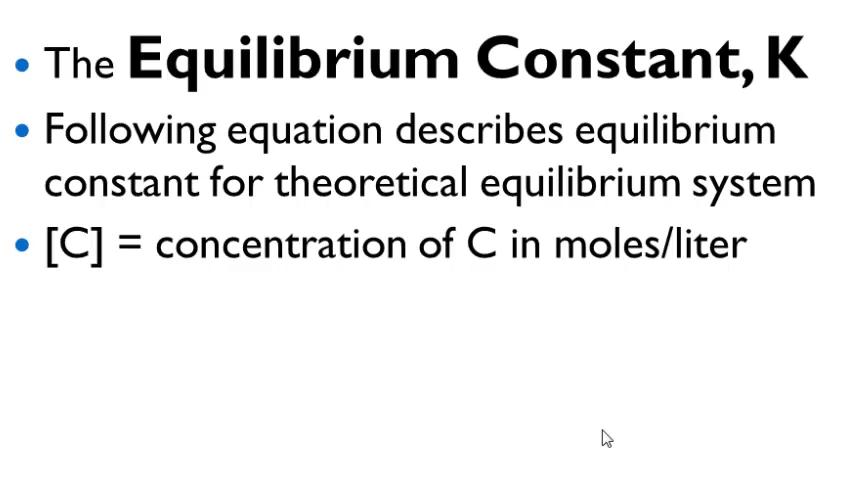 • The Equilibrium Constant, K
• Following equation describes equilibrium
constant for theoretical equilibrium system
• [C] = concentration of C in moles/liter